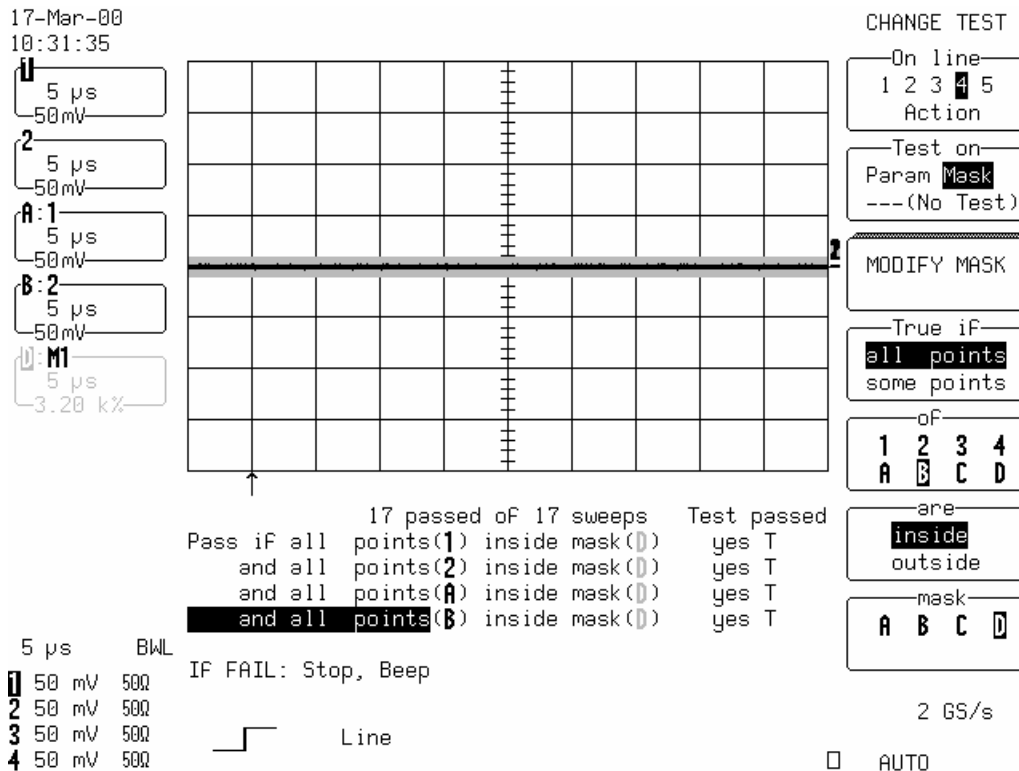 17-Mar-00
10:31:35
1
5 µs
50mV
2
5 µs
50mV
A:1
5 µs
50mV
B:2
5 µs
50mV
D:M1
5 µs
3.20 k%
2
17 passed of 17 sweeps Test passed
Pass if all points(1) inside mask(D) yes T
and all points(2) inside mask(D) yes T
and all points(A) inside mask(D) yes T
and all points(B) inside mask(D) yes T
IF FAIL: Stop, Beep
5 µs BWL
1 50 mV 50Ω
2 50 mV 50Ω
3 50 mV 50Ω
4 50 mV 50Ω
Line
CHANGE TEST
On line
1 2 3 4 5
Action
Test on
Param Mask
---(No Test)
MODIFY MASK
True if
all points
some points
of
1 2 3 4
A B C D
are
inside
outside
mask
A B C D
2 GS/s
AUTO